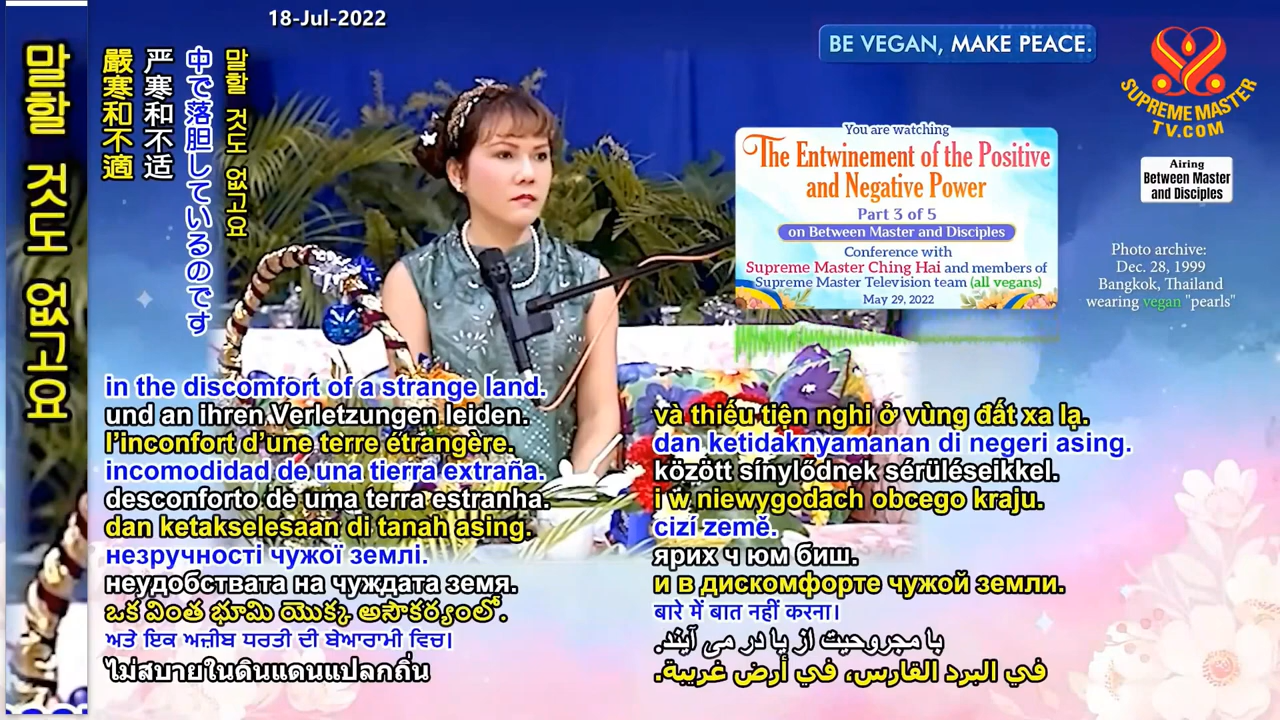 18-Jul-2022
BE VEGAN, MAKE PEACE.
SUPREME MASTER
TV.COM
Airing
Between Master
and Disciples
You are watching
The Entwinement of the Positive
and Negative Power
Part 3 of 5
on Between Master and Disciples
Conference with
Supreme Master Ching Hai and members of
Supreme Master Television team (all vegans)
May 29, 2022
Photo archive:
Dec. 28, 1999
Bangkok, Thailand
wearing vegan "pearls"
말할 것도 없고요
嚴寒和不適
严寒和不适
中で落胆しているのです
말할 것도 없고요
in the discomfort of a strange land.
und an ihren Verletzungen leiden.
l’inconfort d’une terre étrangère.
incomodidad de una tierra extraña.
desconforto de uma terra estranha.
dan ketakselesaan di tanah asing.
незручності чужої землі.
неудобствата на чуждата земя.
ఒక వింత భూమి యొక్క అసౌకర్యంలో.
ਅਤੇ ਇਕ ਅਜ਼ੀਬ ਧਰਤੀ ਦੀ ਬੇਆਰਾਮੀ ਵਿਚ।
ไม่สบายในดินแดนแปลกถิ่น
và thiếu tiện nghi ở vùng đất xa lạ.
dan ketidaknyamanan di negeri asing.
között sínylődnek sérüléseikkel.
i w niewygodach obcego kraju.
cizí země.
ярих ч юм биш.
и в дискомфорте чужой земли.
बारे में बात नहीं करना।
با مجروحیت از پا در می آیند.
في البرد القارس، في أرض غريبة.